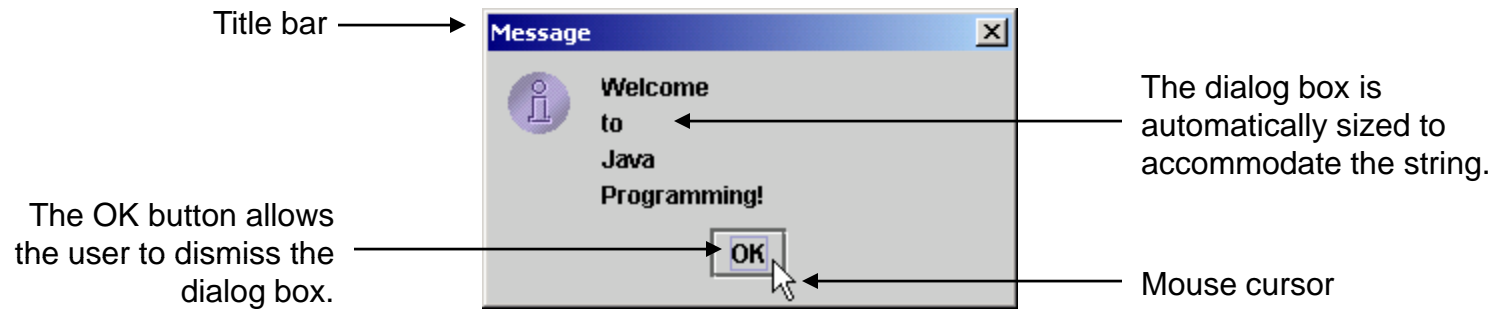 Title bar
Message
Welcome
to
Java
Programming!
OK
The dialog box is
automatically sized to
accommodate the string.
The OK button allows
the user to dismiss the
dialog box.
Mouse cursor